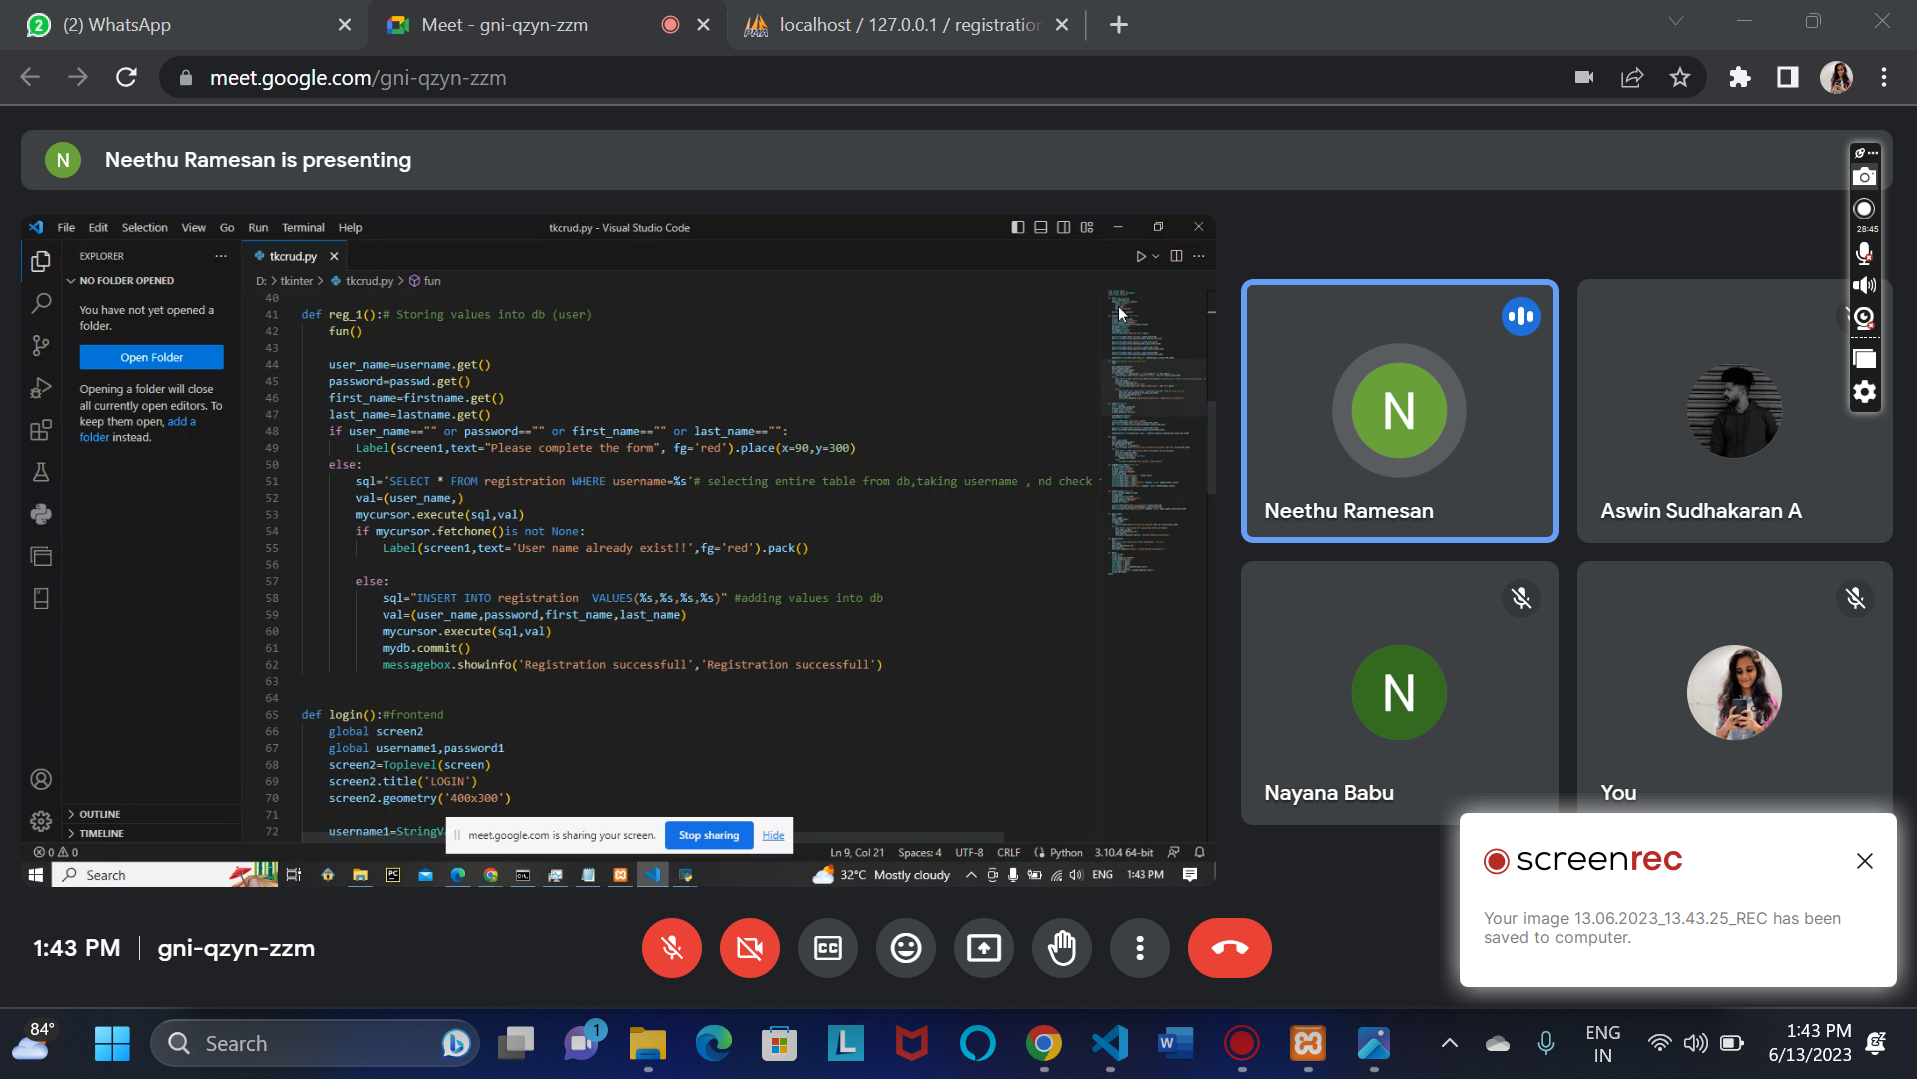 (2) WhatsApp
Meet - gni-qzyn-zzm
localhost / 127.0.0.1 / registration
meet.google.com/gni-qzyn-zzm
N Neethu Ramesan is presenting
28:45
File Edit Selection View Go Run Terminal Help
tkcrud.py - Visual Studio Code
EXPLORER
tkcrud.py
NO FOLDER OPENED
D: > tkinter > tkcrud.py > fun
You have not yet opened a
folder.
Open Folder
Opening a folder will close
all currently open editors. To
keep them open, add a
folder instead.
OUTLINE
TIMELINE
40
41 def reg_1():# Storing values into db (user)
42 fun()
43
44 user_name=username.get()
45 password=passwd.get()
46 first_name=firstname.get()
47 last_name=lastname.get()
48 if user_name=="" or password=="" or first_name=="" or last_name=="":
49 Label(screen1,text="Please complete the form", fg='red').place(x=90,y=300)
50 else:
51 sql='SELECT * FROM registration WHERE username=%s'# selecting entire table from db,taking username , nd check
52 val=(user_name,)
53 mycursor.execute(sql,val)
54 if mycursor.fetchone()is not None:
55 Label(screen1,text='User name already exist!!',fg='red').pack()
56
57 else:
58 sql="INSERT INTO registration  VALUES(%s,%s,%s,%s)" #adding values into db
59 val=(user_name,password,first_name,last_name)
60 mycursor.execute(sql,val)
61 mydb.commit()
62 messagebox.showinfo('Registration successfull','Registration successfull')
63
64
65 def login():#frontend
66 global screen2
67 global username1,password1
68 screen2=Toplevel(screen)
69 screen2.title('LOGIN')
70 screen2.geometry('400x300')
71
72 username1=StringV
meet.google.com is sharing your screen. Stop sharing Hide
0 0
Ln 9, Col 21 Spaces: 4 UTF-8 CRLF Python 3.10.4 64-bit
Search
32°C Mostly cloudy ENG 1:43 PM
N
Neethu Ramesan
Aswin Sudhakaran A
N
Nayana Babu
You
screenrec
Your image 13.06.2023_13.43.25_REC has been
saved to computer.
1:43 PM | gni-qzyn-zzm
84°
Search
1
ENG
IN
1:43 PM
6/13/2023